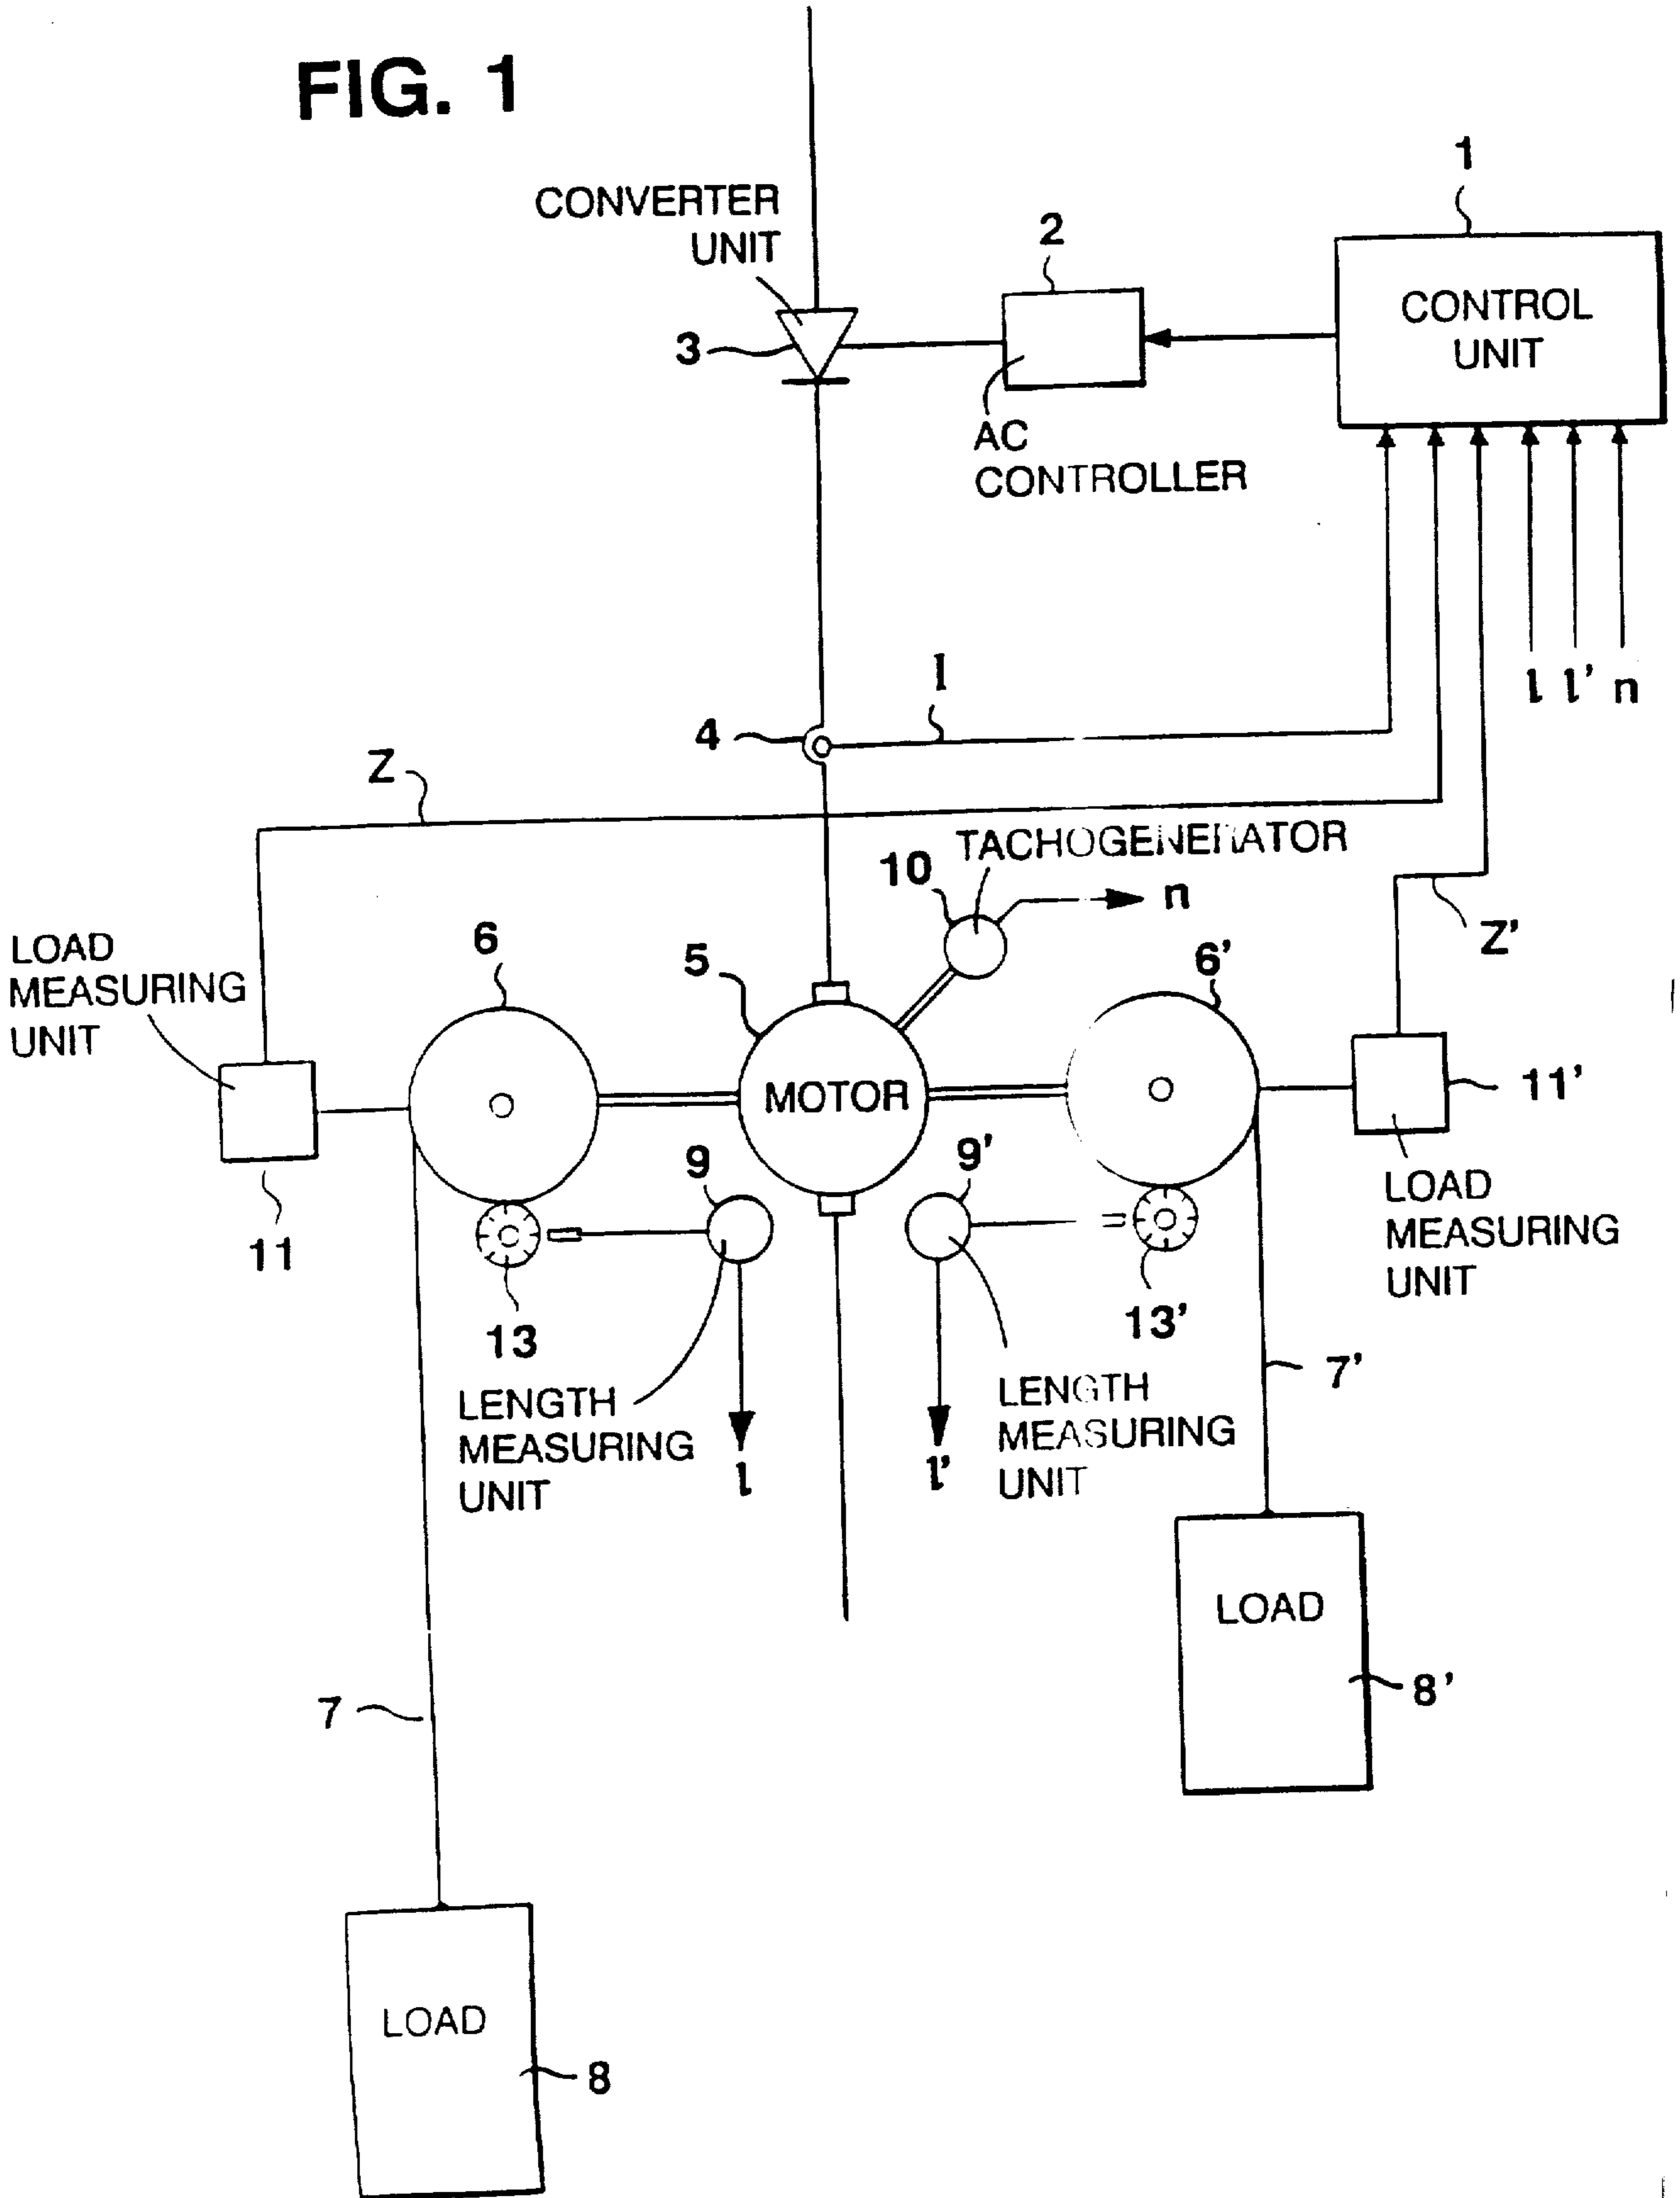 FIG. 1
CONVERTER
UNIT
3
2
AC
CONTROLLER
1
CONTROL
UNIT
l l' n
4
I
Z
TACHOGENERATOR
10
n
Z'
LOAD
MEASURING
UNIT
6
5
6'
MOTOR
11'
11
9
9'
LOAD
MEASURING
UNIT
13
13'
7'
LENGTH
MEASURING
UNIT
l
l'
LENGTH
MEASURING
UNIT
LOAD
8'
7
LOAD
8